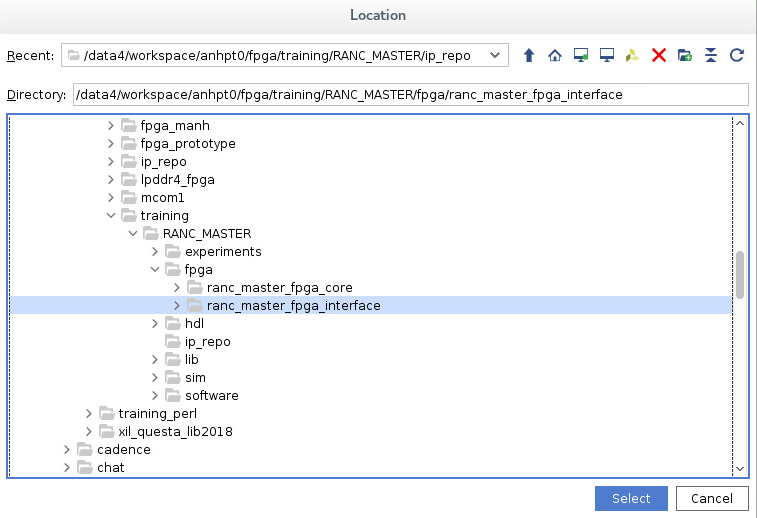 Location
Recent: /data4/workspace/anhpt0/fpga/training/RANC_MASTER/ip_repo
Directory: /data4/workspace/anhpt0/fpga/training/RANC_MASTER/fpga/ranc_master_fpga_interface
fpga_manh
fpga_prototype
ip_repo
lpddr4_fpga
mcom1
training
RANC_MASTER
experiments
fpga
ranc_master_fpga_core
ranc_master_fpga_interface
hdl
ip_repo
lib
sim
software
training_perl
xil_questa_lib2018
cadence
chat
Select Cancel